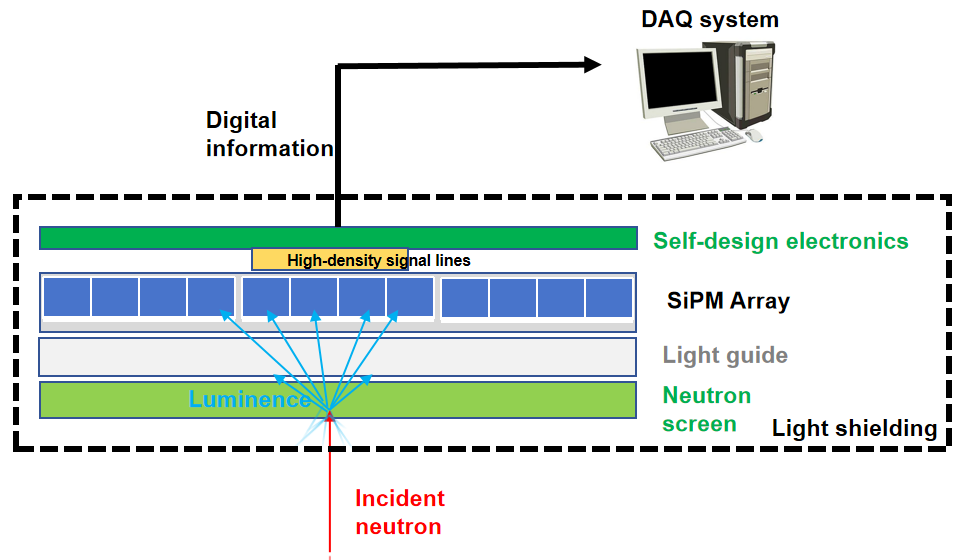 DAQ system
Digital
information
Self-design electronics
High-density signal lines
SiPM Array
Light guide
Luminence
Neutron
screen
Light shielding
Incident
neutron